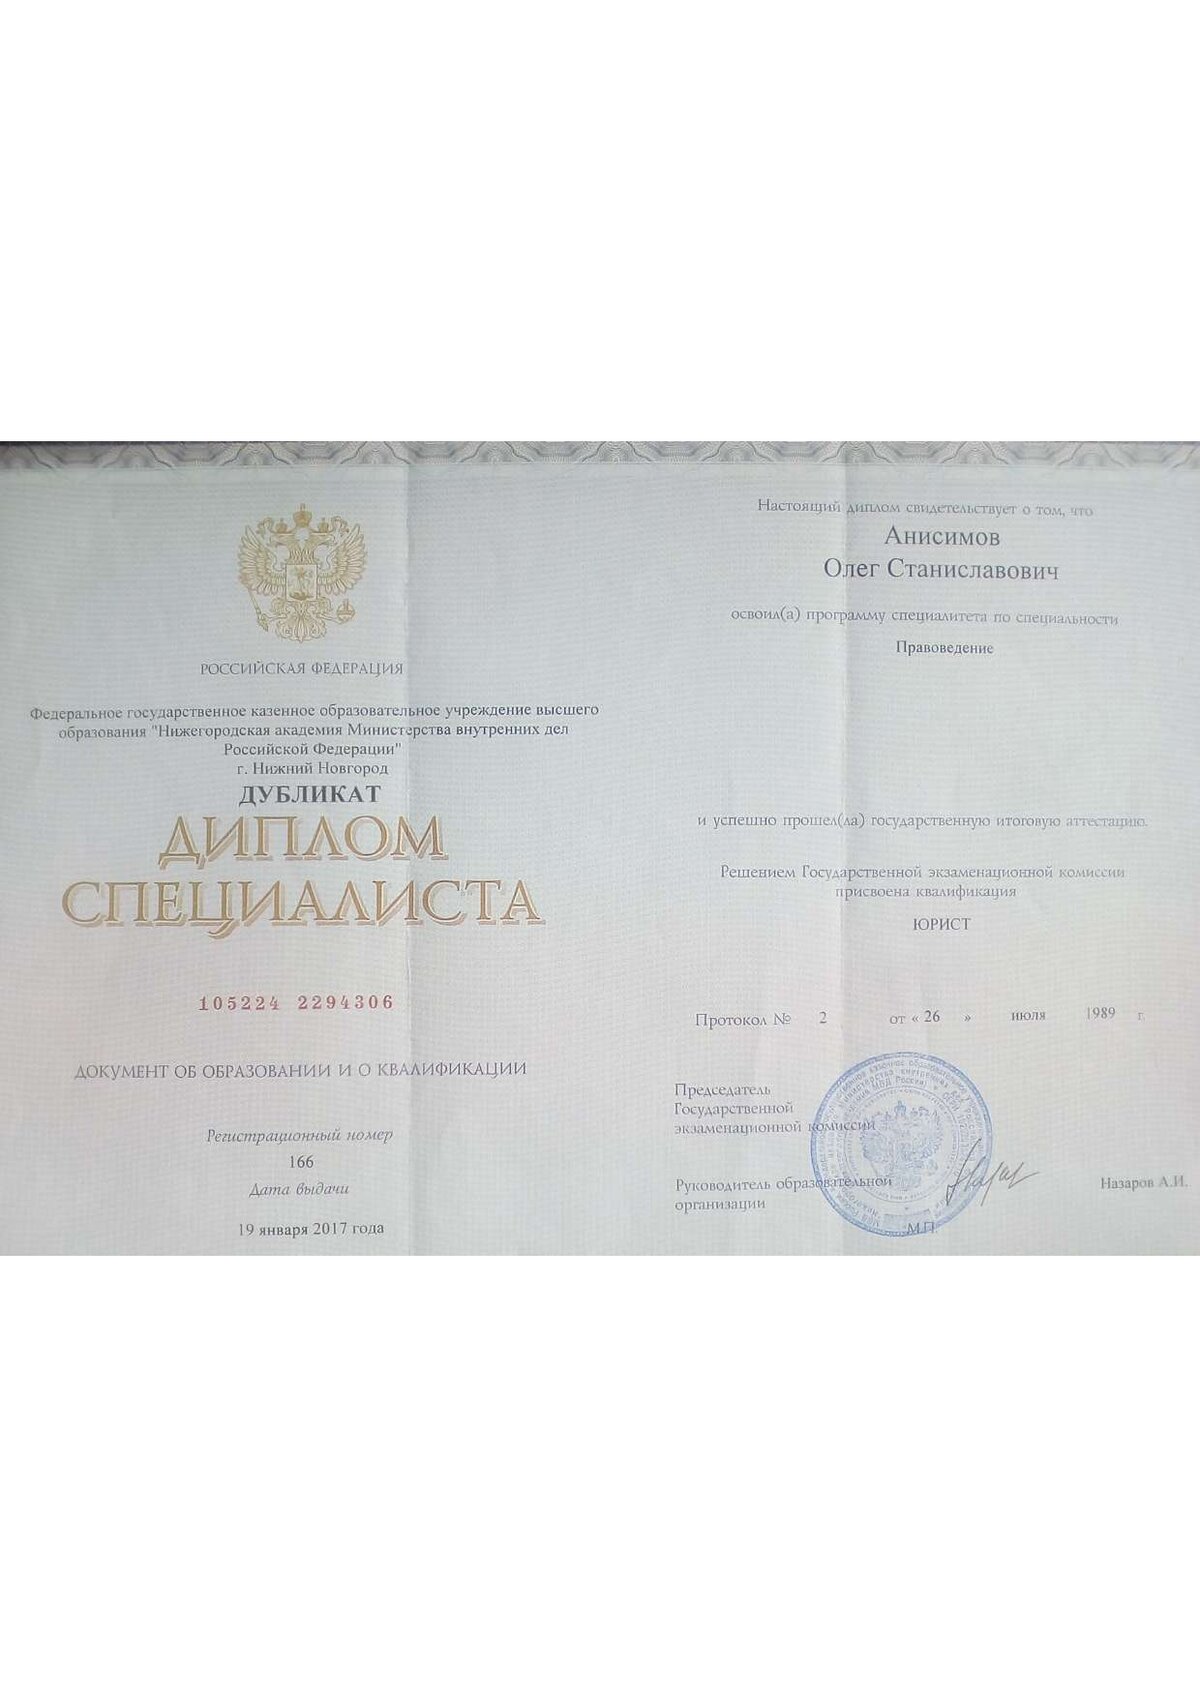 РОССИЙСКАЯ ФЕДЕРАЦИЯ
Федеральное государственное казенное образовательное учреждение высшего
образования "Нижегородская академия Министерства внутренних дел
Российской Федерации"
г. Нижний Новгород
ДУБЛИКАТ
ДИПЛОМ
СПЕЦИАЛИСТА
105224 2294306
ДОКУМЕНТ ОБ ОБРАЗОВАНИИ И О КВАЛИФИКАЦИИ
Регистрационный номер
166
Дата выдачи
19 января 2017 года
Настоящий диплом свидетельствует о том, что
Анисимов
Олег Станиславович
освоил(а) программу специалитета по специальности
Правоведение
и успешно прошел(ла) государственную итоговую аттестацию.
Решением Государственной экзаменационной комиссии
присвоена квалификация
ЮРИСТ
Протокол № 2 от « 26 » июля 1989 г.
Председатель
Государственной
экзаменационной комиссии
Руководитель образовательной
организации
Назаров А.И.
М.П.